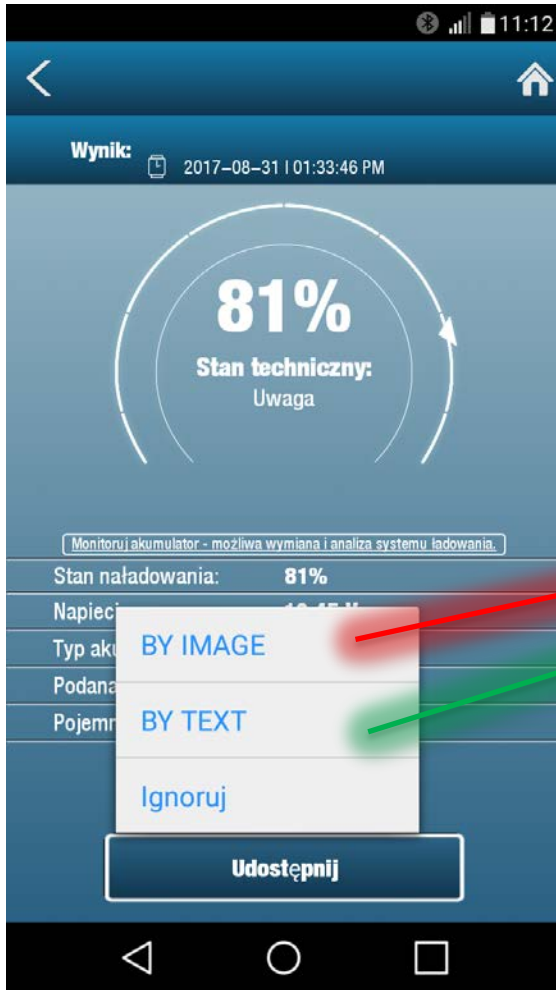 11:12
Wynik:
2017-08-31 | 01:33:46 PM
81%
Stan techniczny:
Uwaga
Monitoruj akumulator - możliwa wymiana i analiza systemu ładowania.
Stan naładowania: 81%
BY IMAGE
BY TEXT
Ignoruj
Udostępnij